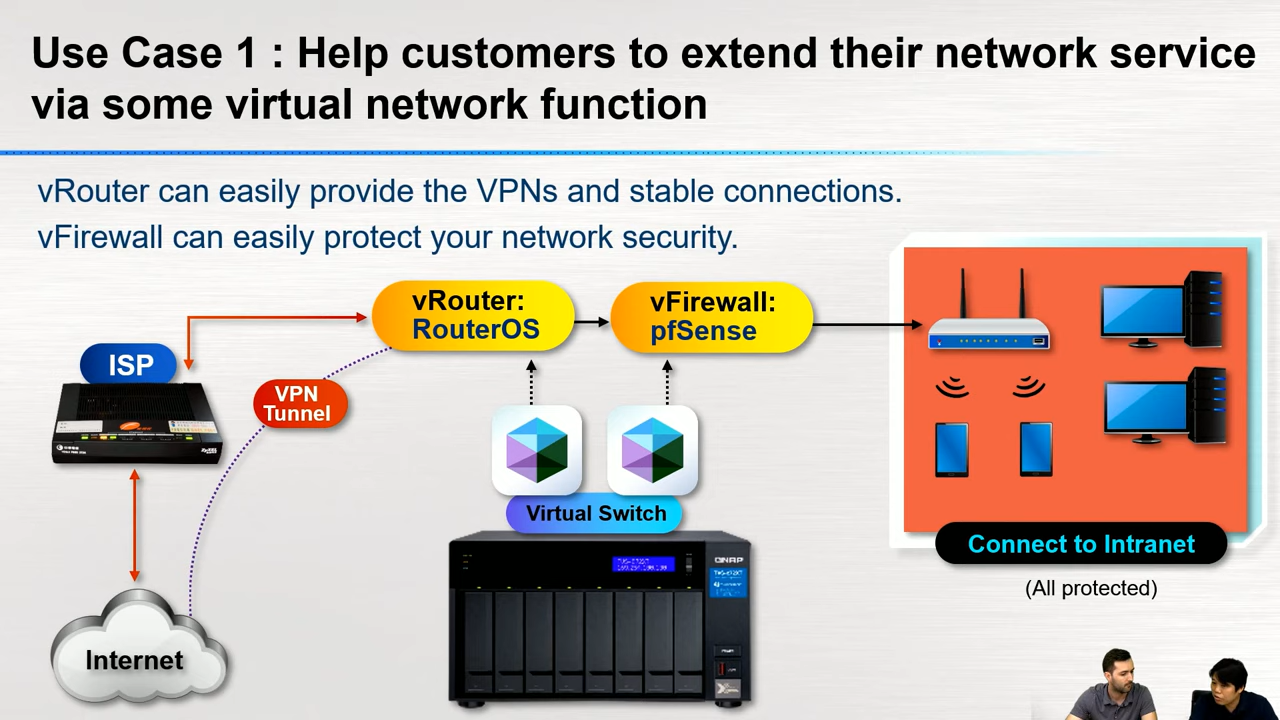 Use Case 1 : Help customers to extend their network service
via some virtual network function
vRouter can easily provide the VPNs and stable connections.
vFirewall can easily protect your network security.
vRouter:
RouterOS
vFirewall:
pfSense
ISP
VPN
Tunnel
Virtual Switch
QNAP
Connect to Intranet
(All protected)
Internet